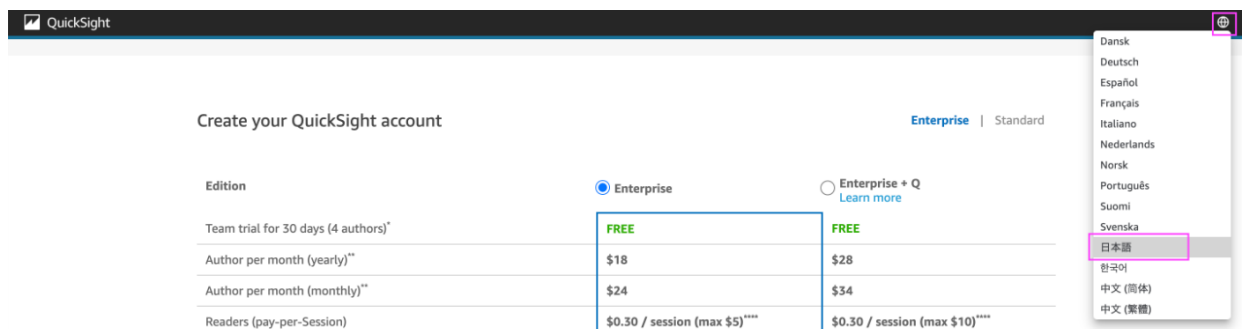 QuickSight
Dansk
Deutsch
Español
Français
Italiano
Nederlands
Norsk
Português
Suomi
Svenska
日本語
한국어
中文 (简体)
中文 (繁體)
Create your QuickSight account
Enterprise | Standard
Edition Enterprise Enterprise + Q
Learn more
Team trial for 30 days (4 authors)* FREE FREE
Author per month (yearly)** $18 $28
Author per month (monthly)** $24 $34
Readers (pay-per-Session) $0.30 / session (max $5)**** $0.30 / session (max $10)****